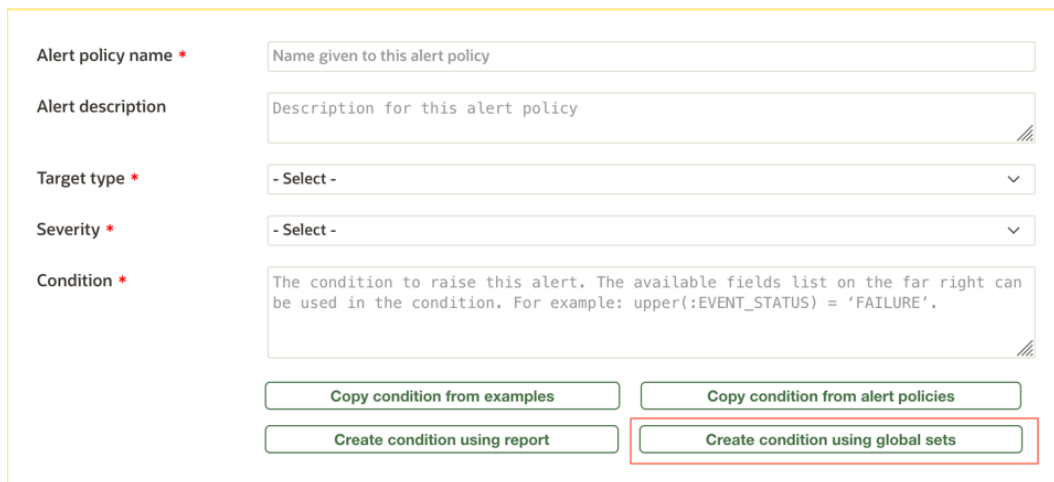 Alert policy name *
Name given to this alert policy
Alert description
Description for this alert policy
Target type *
- Select -
Severity *
- Select -
Condition *
The condition to raise this alert. The available fields list on the far right can
be used in the condition. For example: upper(:EVENT_STATUS) = ‘FAILURE’.
Copy condition from examples
Copy condition from alert policies
Create condition using report
Create condition using global sets